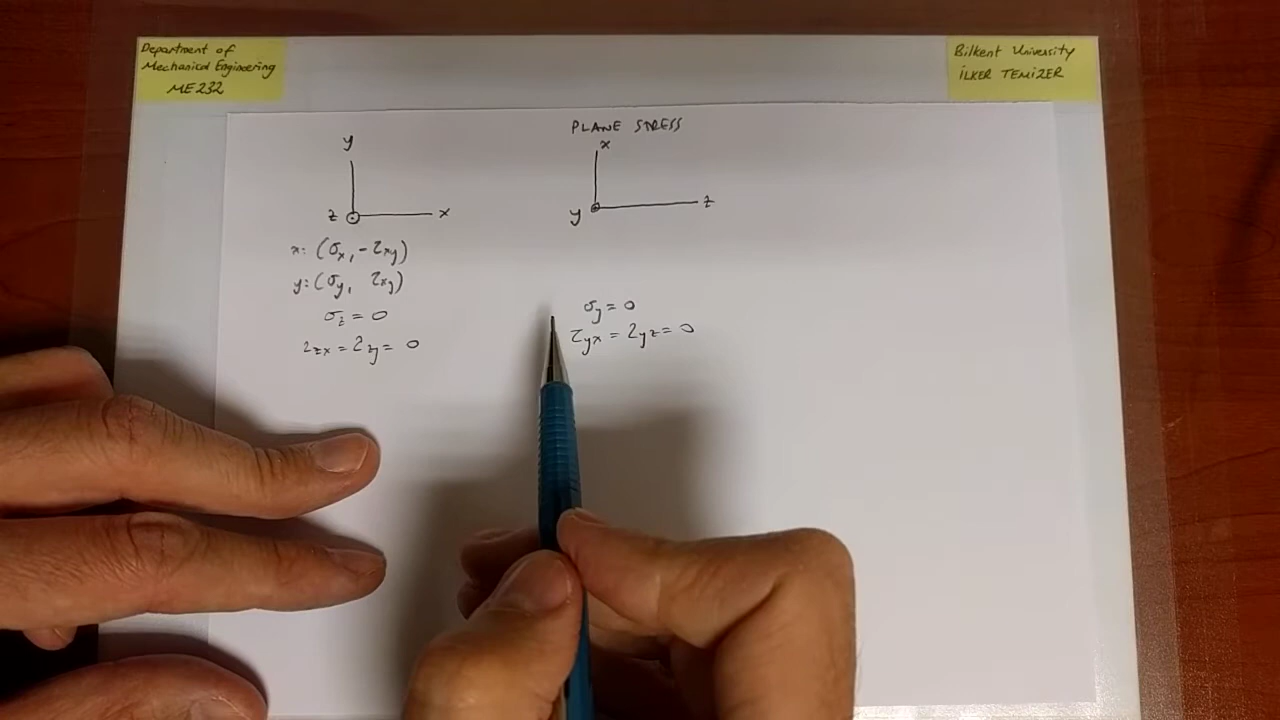 Department of
Mechanical Engineering
ME232
Bilkent University
İLKER TEMİZER
PLANE STRESS
y
z x
x: (σx, -τxy)
y: (σy, τxy)
σz = 0
τzx = τzy = 0
x
y z
σy = 0
τyx = τyz = 0